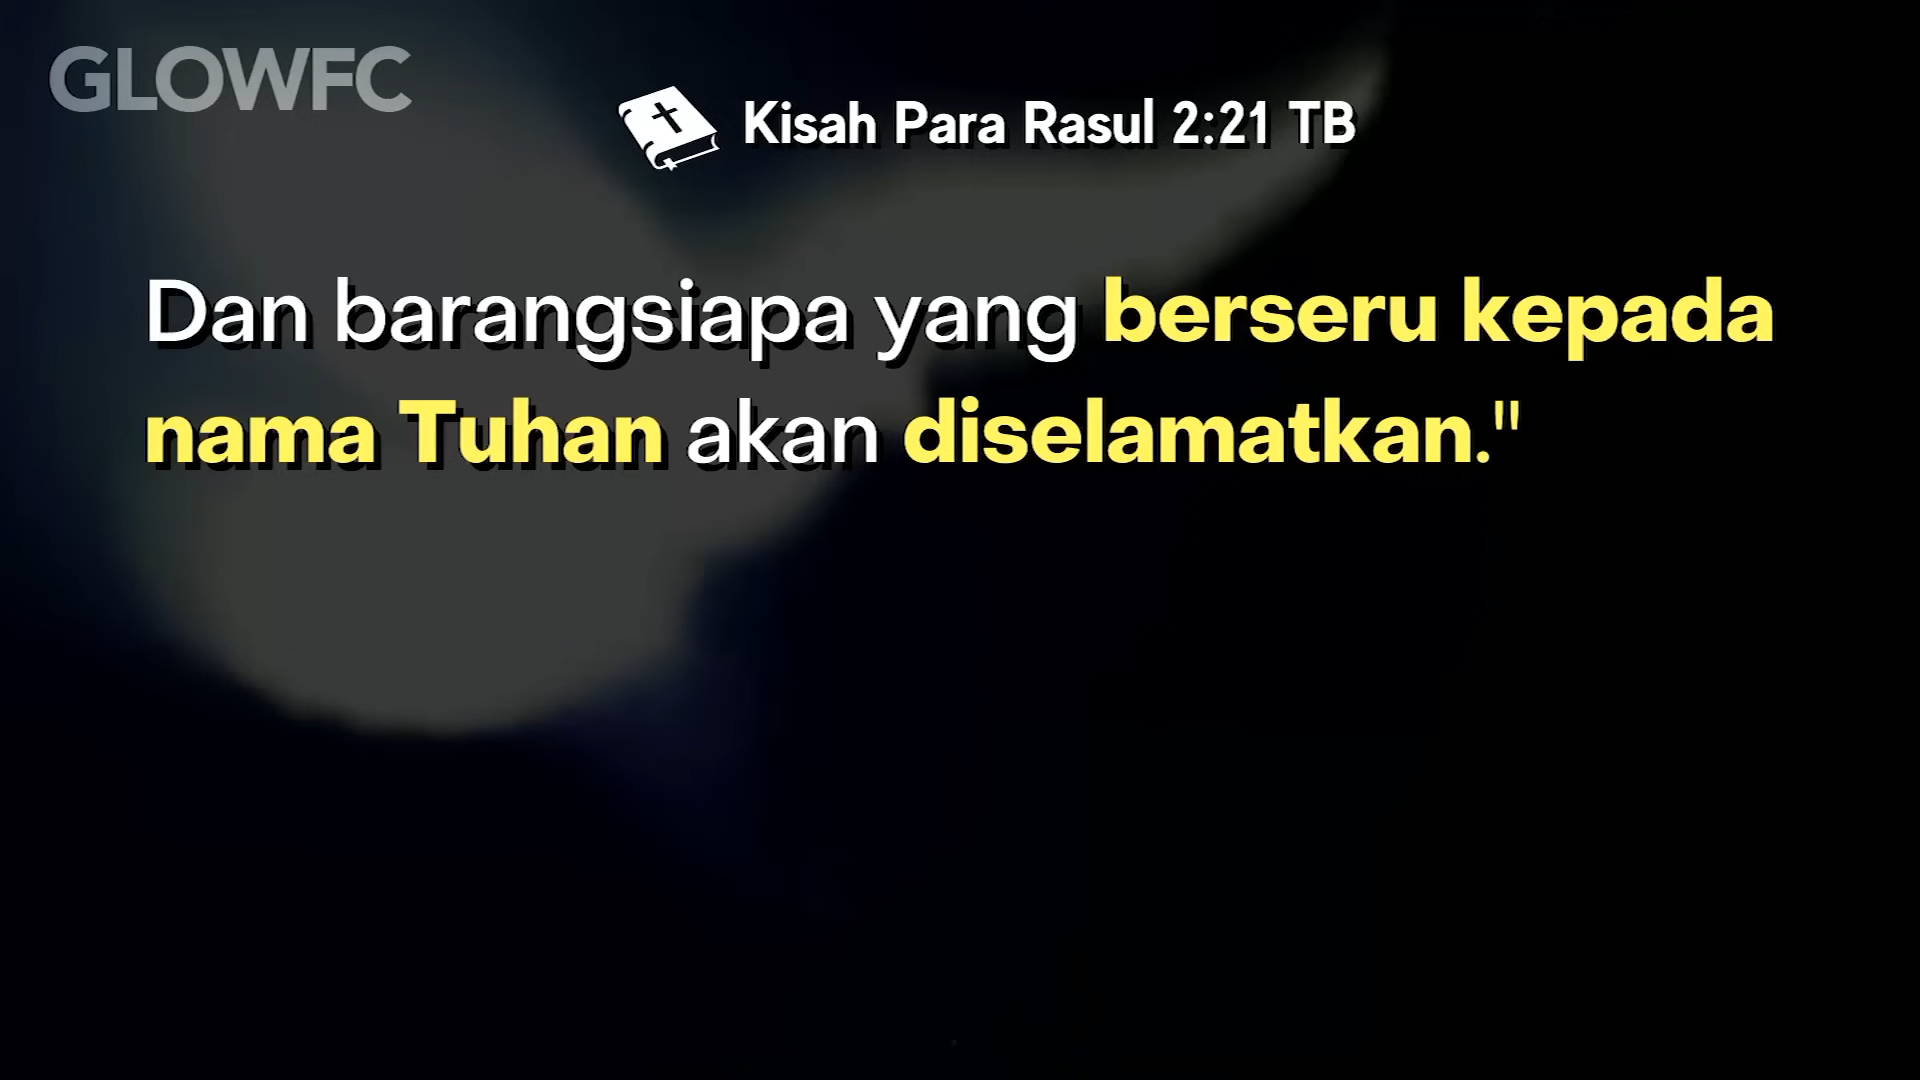 GLOWFC
Kisah Para Rasul 2:21 TB
Dan barangsiapa yang berseru kepada
nama Tuhan akan diselamatkan."